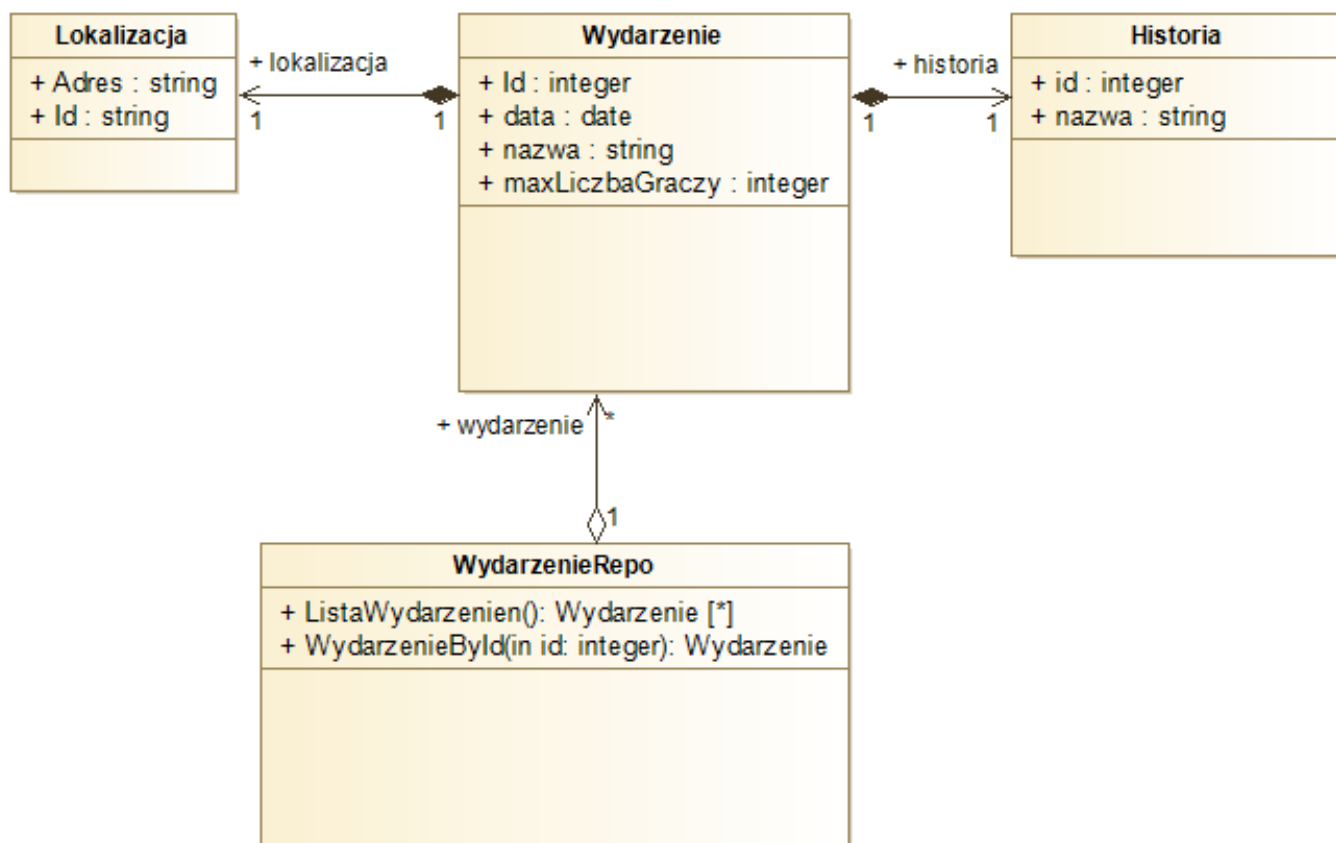 Lokalizacja
+ Adres : string
+ Id : string
+ lokalizacja
1
1
Wydarzenie
+ Id : integer
+ data : date
+ nazwa : string
+ maxLiczbaGraczy : integer
+ historia
1
1
Historia
+ id : integer
+ nazwa : string
+ wydarzenie
*
1
WydarzenieRepo
+ ListaWydarzenien(): Wydarzenie [*]
+ WydarzenieById(in id: integer): Wydarzenie